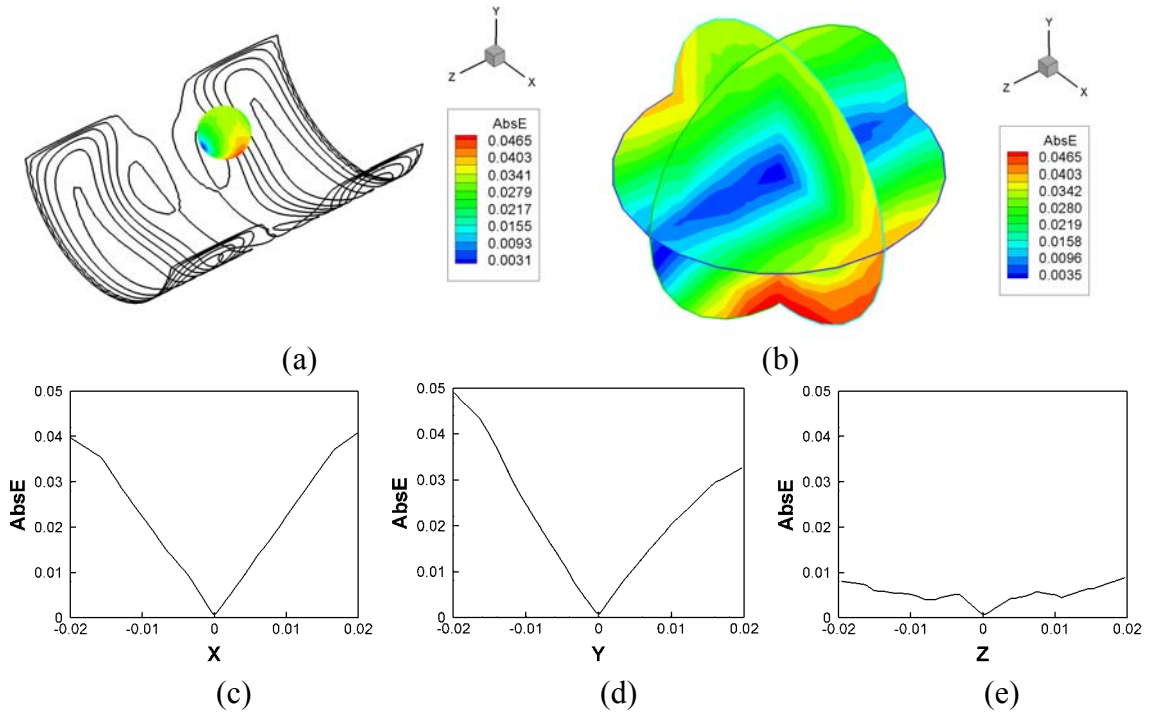 Y
Z
X
AbsE
0.0465
0.0403
0.0341
0.0279
0.0217
0.0155
0.0093
0.0031
(a)
Y
Z
X
AbsE
0.0465
0.0403
0.0342
0.0280
0.0219
0.0158
0.0096
0.0035
(b)
AbsE
0.05
0.04
0.03
0.02
0.01
0
-0.02 -0.01 0 0.01 0.02
X
(c)
AbsE
0.05
0.04
0.03
0.02
0.01
0
-0.02 -0.01 0 0.01 0.02
Y
(d)
AbsE
0.05
0.04
0.03
0.02
0.01
0
-0.02 -0.01 0 0.01 0.02
Z
(e)